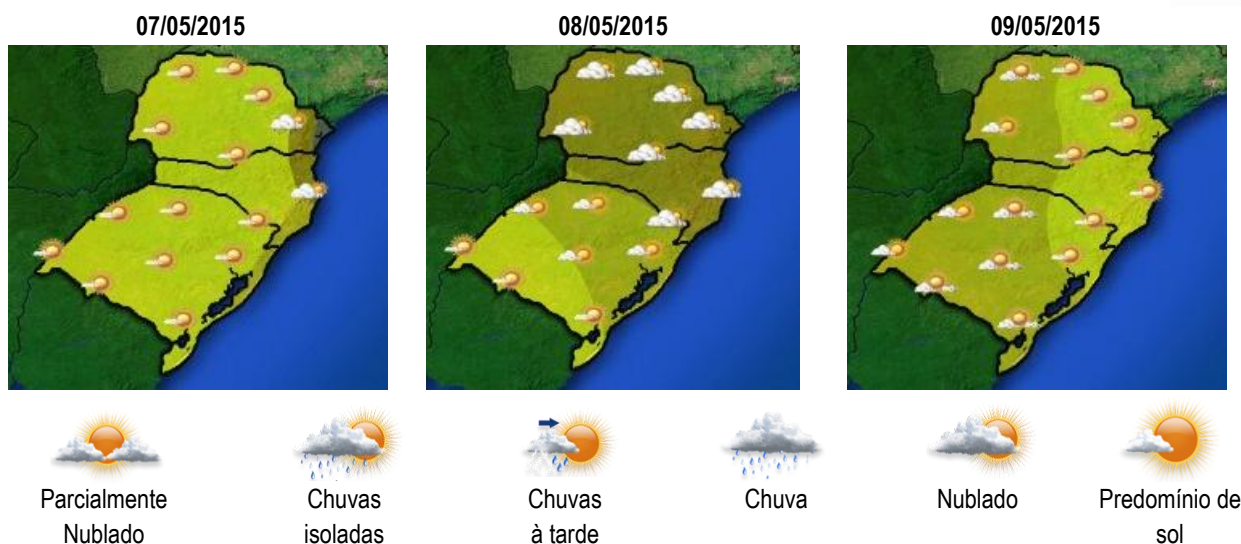 07/05/2015
08/05/2015
09/05/2015
Parcialmente
Nublado
Chuvas
isoladas
Chuvas
à tarde
Chuva
Nublado
Predomínio de
sol